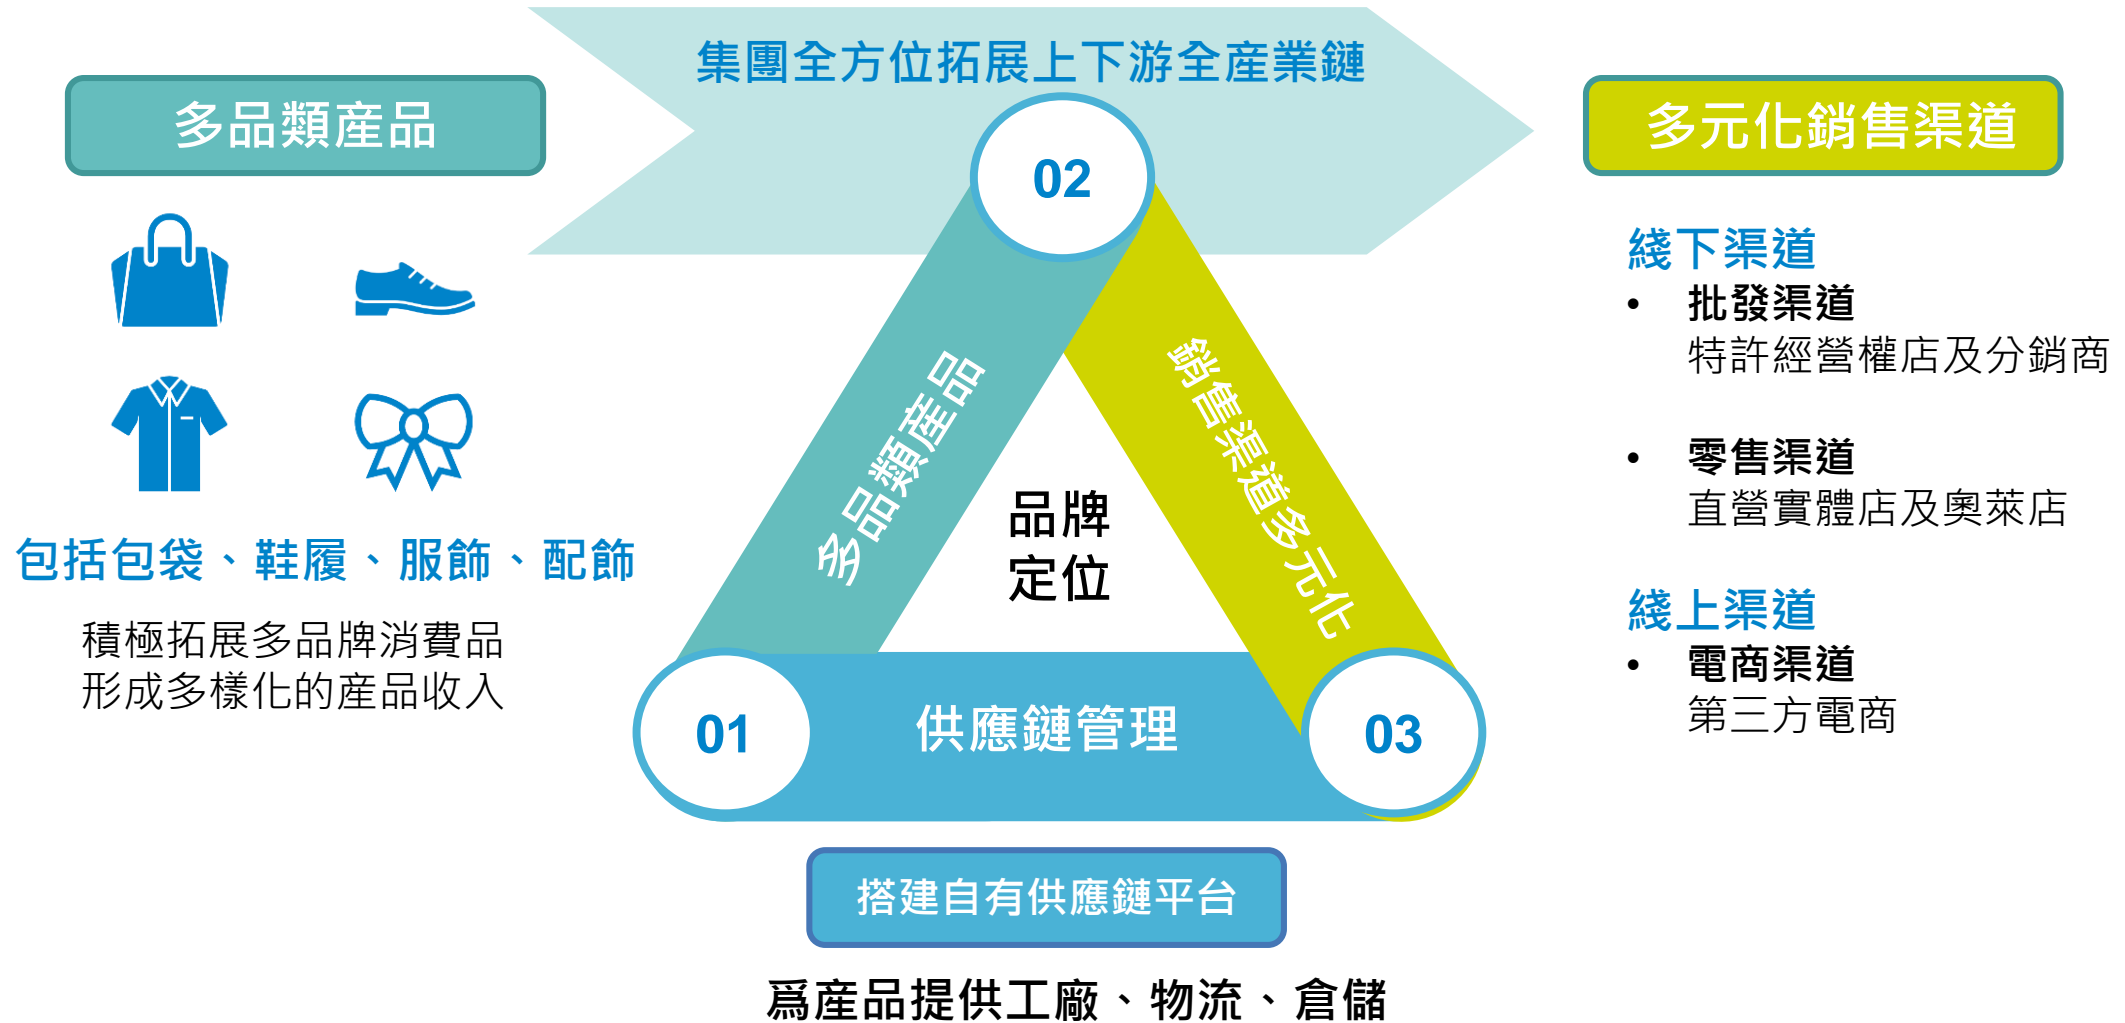 集團全方位拓展上下游全産業鏈
多品類産品
包括包袋、鞋履、服飾、配飾
積極拓展多品牌消費品
形成多樣化的産品收入
02
多品類産品
銷售渠道多元化
品牌
定位
01
供應鏈管理
03
搭建自有供應鏈平台
爲産品提供工廠、物流、倉儲
多元化銷售渠道
綫下渠道
• 批發渠道
特許經營權店及分銷商
• 零售渠道
直營實體店及奧萊店
綫上渠道
• 電商渠道
第三方電商